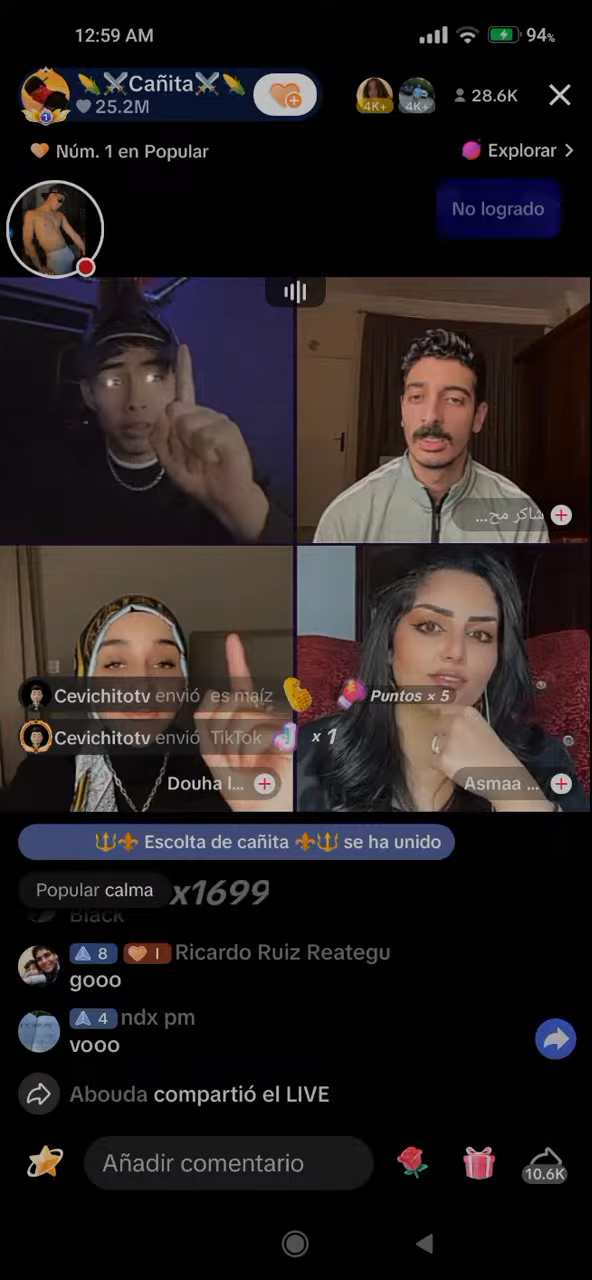 12:59 AM
94%
🌽⚔️Cañita⚔️🌽
25.2M
4K+
4K+
28.6K
Núm. 1 en Popular
Explorar >
No logrado
شاكر مح...
Cevichitotv envió es maíz
Puntos × 5
Cevichitotv envió TikTok
x 1
Douha l...
Asmaa ...
🔱⚜️ Escolta de cañita ⚜️🔱 se ha unido
Popular calma
x1699
Black
8 I Ricardo Ruiz Reategu
gooo
4 ndx pm
vooo
Abouda compartió el LIVE
Añadir comentario
10.6K